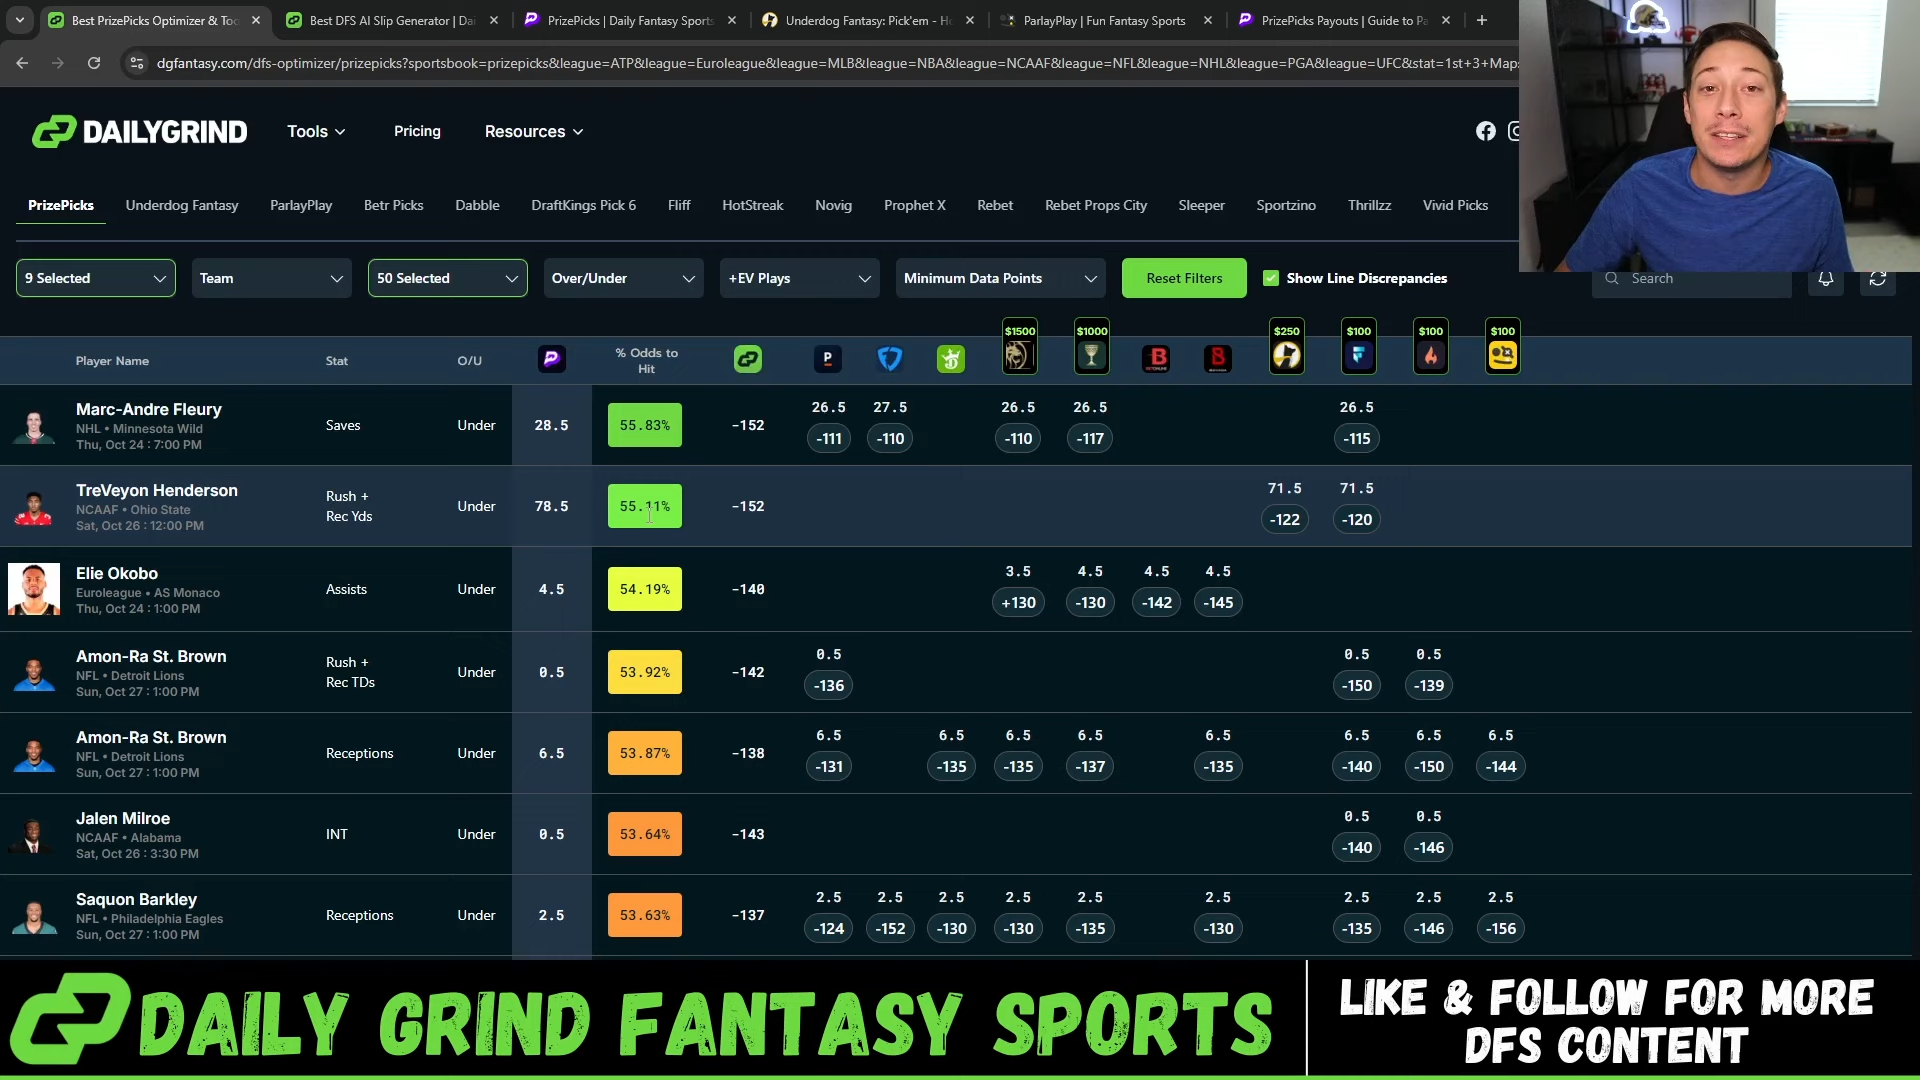 Best PrizePicks Optimizer & Too
Best DFS AI Slip Generator | Dai
PrizePicks | Daily Fantasy Sports
Underdog Fantasy: Pick'em - Ho
ParlayPlay | Fun Fantasy Sports
PrizePicks Payouts | Guide to Pa
dgfantasy.com/dfs-optimizer/prizepicks?sportsbook=prizepicks&league=ATP&league=Euroleague&league=MLB&league=NBA&league=NCAAF&league=NFL&league=NHL&league=PGA&league=UFC&stat=1st+3+Maps
DAILYGRIND
Tools
Pricing
Resources
PrizePicks
Underdog Fantasy
ParlayPlay
Betr Picks
Dabble
DraftKings Pick 6
Fliff
HotStreak
Novig
Prophet X
Rebet
Rebet Props City
Sleeper
Sportzino
Thrillzz
Vivid Picks
9 Selected
Team
50 Selected
Over/Under
+EV Plays
Minimum Data Points
Reset Filters
Show Line Discrepancies
Search
$1500
$1000
$250
$100
$100
$100
Player Name
Stat
O/U
% Odds to
Hit
Marc-Andre Fleury
NHL • Minnesota Wild
Thu, Oct 24 : 7:00 PM
Saves
Under
28.5
55.83%
-152
26.5 27.5 26.5 26.5 26.5
-111 -110 -110 -117 -115
TreVeyon Henderson
NCAAF • Ohio State
Sat, Oct 26 : 12:00 PM
Rush +
Rec Yds
Under
78.5
55.11%
-152
71.5 71.5
-122 -120
Elie Okobo
Euroleague • AS Monaco
Thu, Oct 24 : 1:00 PM
Assists
Under
4.5
54.19%
-140
3.5 4.5 4.5 4.5
+130 -130 -142 -145
Amon-Ra St. Brown
NFL • Detroit Lions
Sun, Oct 27 : 1:00 PM
Rush +
Rec TDs
Under
0.5
53.92%
-142
0.5 0.5 0.5
-136 -150 -139
Amon-Ra St. Brown
NFL • Detroit Lions
Sun, Oct 27 : 1:00 PM
Receptions
Under
6.5
53.87%
-138
6.5 6.5 6.5 6.5 6.5 6.5 6.5 6.5
-131 -135 -135 -137 -135 -140 -150 -144
Jalen Milroe
NCAAF • Alabama
Sat, Oct 26 : 3:30 PM
INT
Under
0.5
53.64%
-143
0.5 0.5
-140 -146
Saquon Barkley
NFL • Philadelphia Eagles
Sun, Oct 27 : 1:00 PM
Receptions
Under
2.5
53.63%
-137
2.5 2.5 2.5 2.5 2.5 2.5 2.5 2.5 2.5
-124 -152 -130 -130 -135 -130 -135 -146 -156
DAILY GRIND FANTASY SPORTS
LIKE & FOLLOW FOR MORE
DFS CONTENT